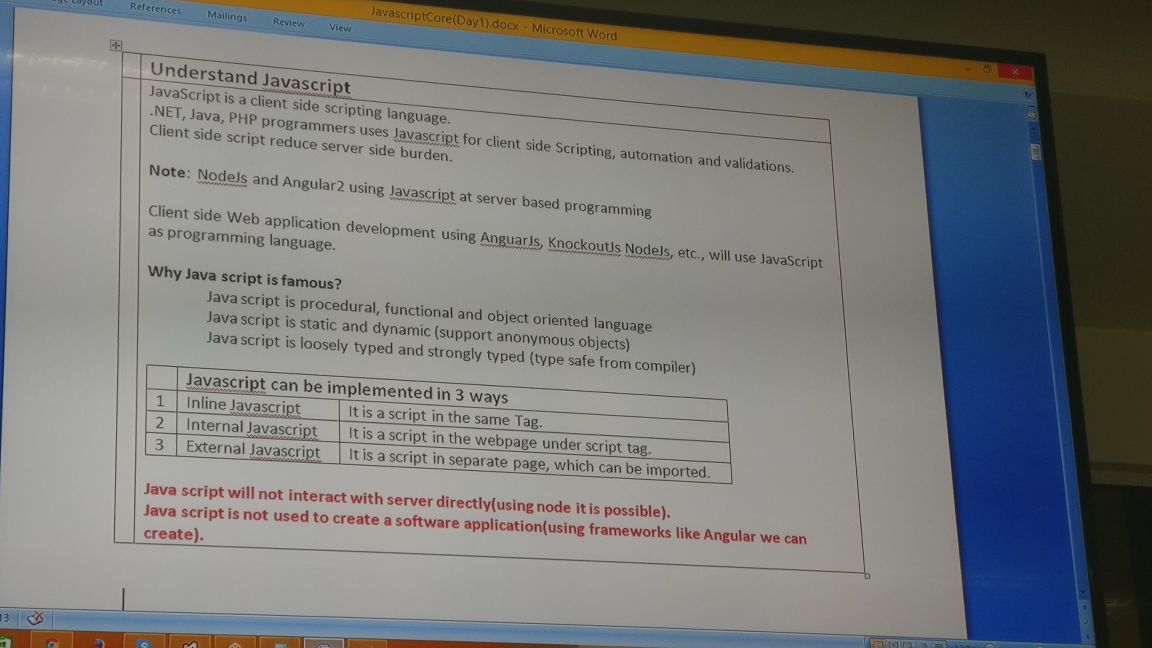 JavascriptCore(Day1).docx - Microsoft Word
Layout References Mailings Review View
Understand Javascript
JavaScript is a client side scripting language.
.NET, Java, PHP programmers uses Javascript for client side Scripting, automation and validations.
Client side script reduce server side burden.
Note: NodeJs and Angular2 using Javascript at server based programming
Client side Web application development using AnguarJs, KnockoutJs NodeJs, etc., will use JavaScript
as programming language.
Why Java script is famous?
Java script is procedural, functional and object oriented language
Java script is static and dynamic (support anonymous objects)
Java script is loosely typed and strongly typed (type safe from compiler)
Javascript can be implemented in 3 ways
1 Inline Javascript It is a script in the same Tag.
2 Internal Javascript It is a script in the webpage under script tag.
3 External Javascript It is a script in separate page, which can be imported.
Java script will not interact with server directly(using node it is possible).
Java script is not used to create a software application(using frameworks like Angular we can
create).